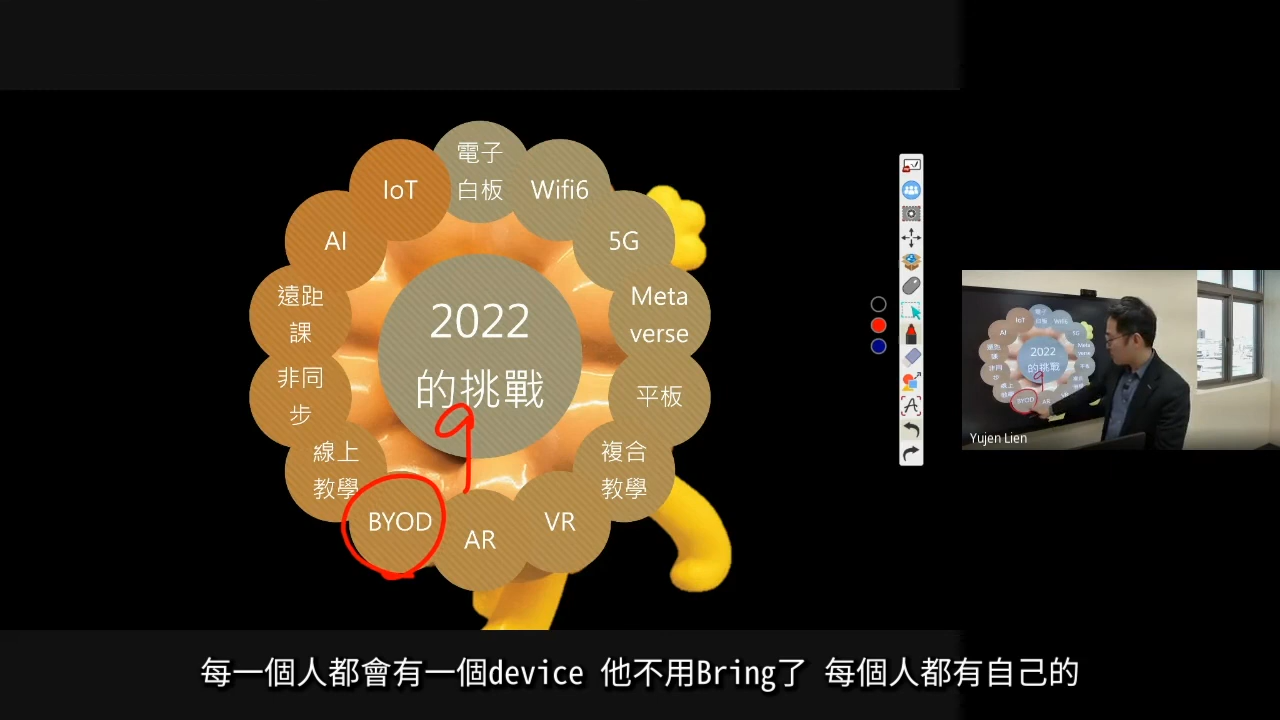 電子
白板
IoT
Wifi6
AI
5G
遠距
課
Meta
verse
2022
的挑戰
非同
步
平板
線上
教學
複合
教學
BYOD
AR
VR
9
Yujen Lien
每一個人都會有一個device 他不用Bring了 每個人都有自己的